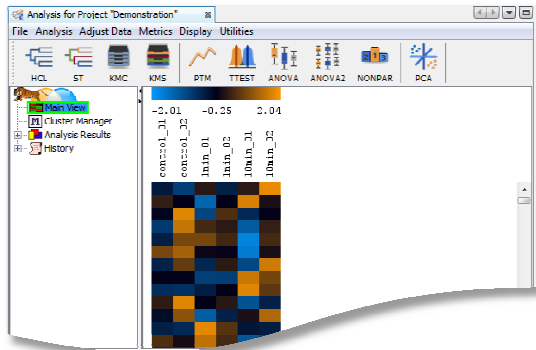 Analysis for Project "Demonstration"
File Analysis Adjust Data Metrics Display Utilities
HCL ST KMC KMS PTM TTEST ANOVA ANOVA2 NONPAR PCA
Main View
Cluster Manager
Analysis Results
History
-2.01 -0.25 2.04
control_01
control_02
1min_01
1min_02
10min_01
10min_02